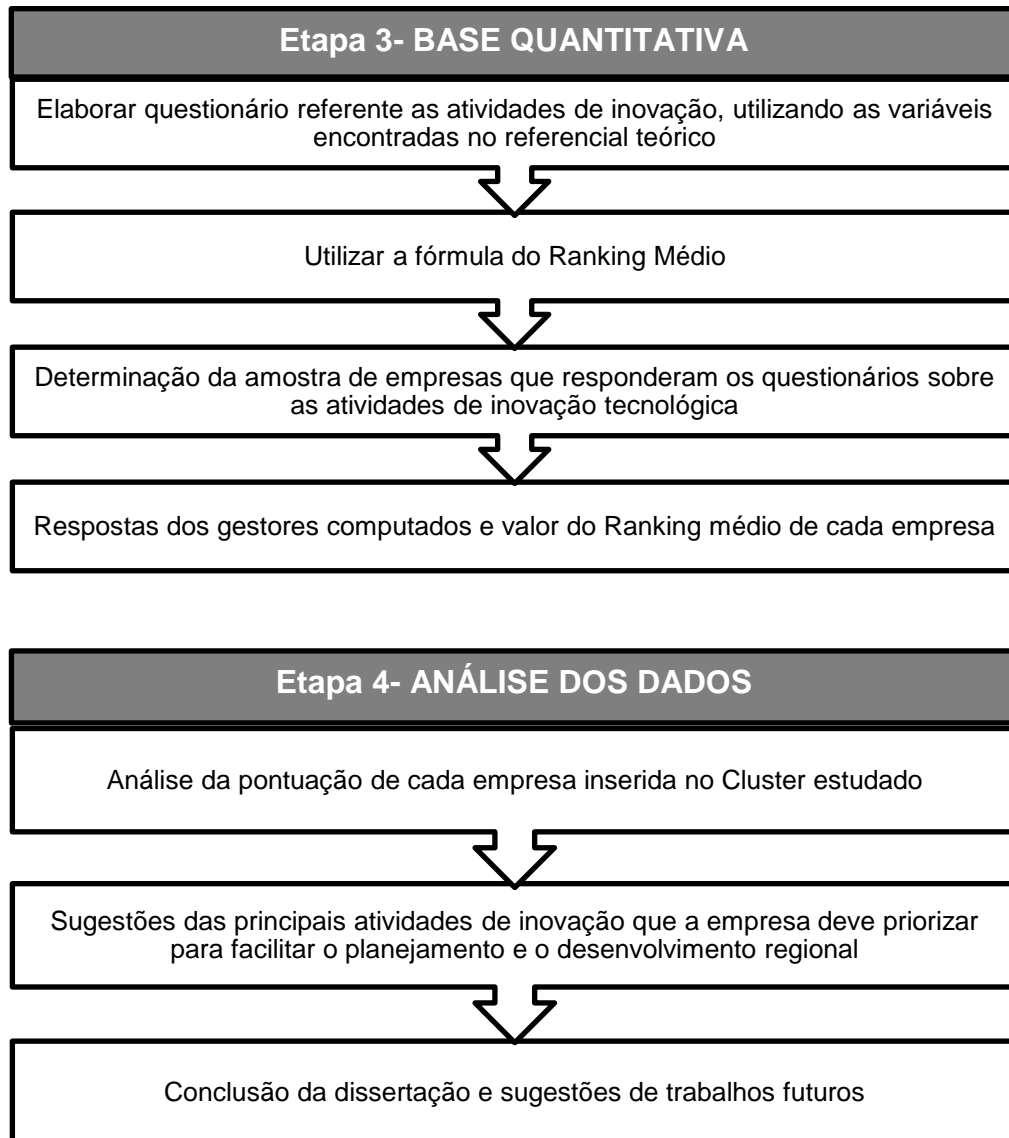 Etapa 3- BASE QUANTITATIVA
Elaborar questionário referente as atividades de inovação, utilizando as variáveis
encontradas no referencial teórico
Utilizar a fórmula do Ranking Médio
Determinação da amostra de empresas que responderam os questionários sobre
as atividades de inovação tecnológica
Respostas dos gestores computados e valor do Ranking médio de cada empresa
Etapa 4- ANÁLISE DOS DADOS
Análise da pontuação de cada empresa inserida no Cluster estudado
Sugestões das principais atividades de inovação que a empresa deve priorizar
para facilitar o planejamento e o desenvolvimento regional
Conclusão da dissertação e sugestões de trabalhos futuros